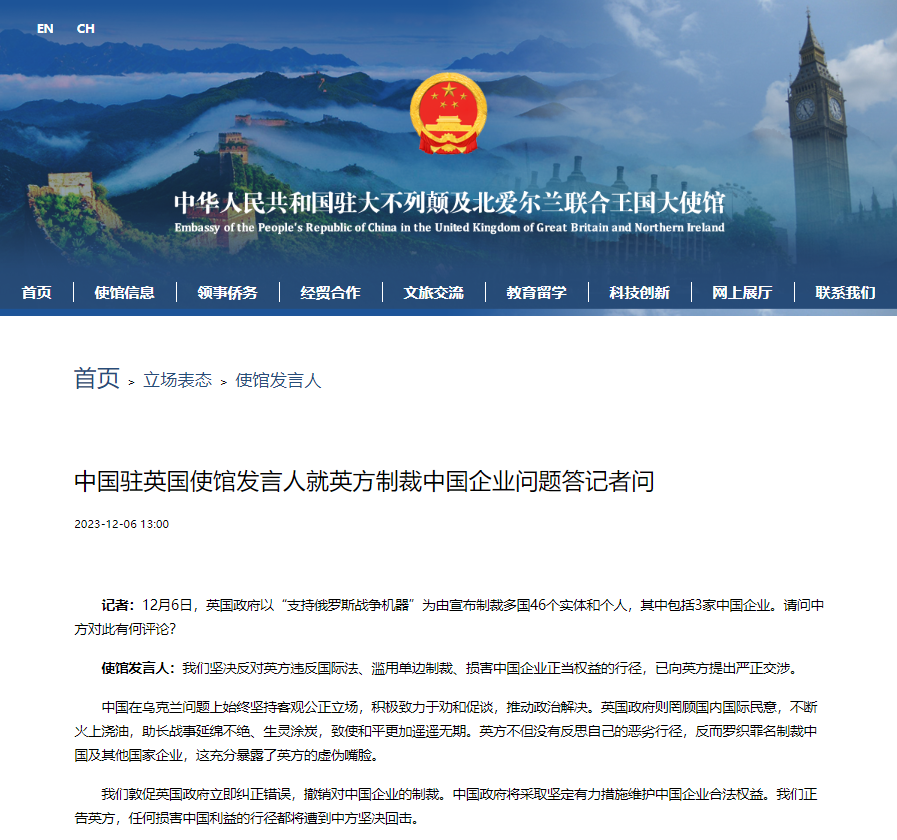 EN CH
中华人民共和国驻大不列颠及北爱尔兰联合王国大使馆
Embassy of the People's Republic of China in the United Kingdom of Great Britain and Northern Ireland
首页 使馆信息 领事侨务 经贸合作 文旅交流 教育留学 科技创新 网上展厅 联系我们
首页 > 立场表态 > 使馆发言人
中国驻英国使馆发言人就英方制裁中国企业问题答记者问
2023-12-06 13:00
记者：12月6日，英国政府以“支持俄罗斯战争机器”为由宣布制裁多国46个实体和个人，其中包括3家中国企业。请问中
方对此有何评论？
使馆发言人：我们坚决反对英方违反国际法、滥用单边制裁、损害中国企业正当权益的行径，已向英方提出严正交涉。
中国在乌克兰问题上始终坚持客观公正立场，积极致力于劝和促谈，推动政治解决。英国政府则罔顾国内国际民意，不断
火上浇油，助长战事延绵不绝、生灵涂炭，致使和平更加遥遥无期。英方不但没有反思自己的恶劣行径，反而罗织罪名制裁中
国及其他国家企业，这充分暴露了英方的虚伪嘴脸。
我们敦促英国政府立即纠正错误，撤销对中国企业的制裁。中国政府将采取坚定有力措施维护中国企业合法权益。我们正
告英方，任何损害中国利益的行径都将遭到中方坚决回击。